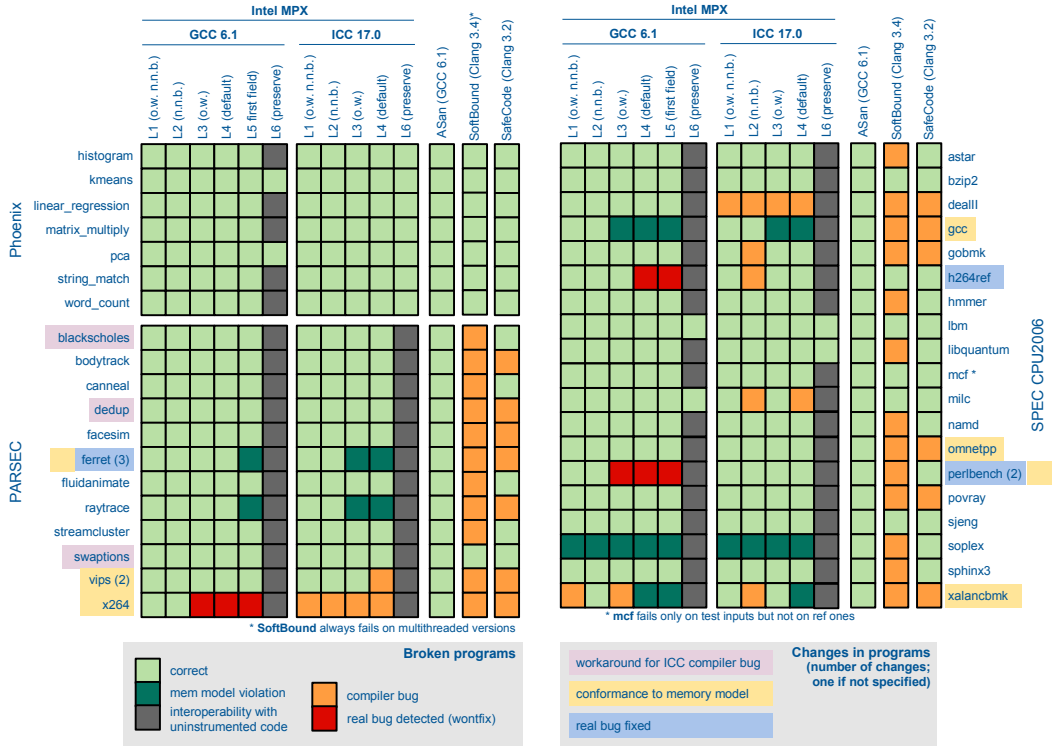 Intel MPX
GCC 6.1
ICC 17.0
L1 (o.w. n.n.b.)
L2 (n.n.b.)
L3 (o.w.)
L4 (default)
L5 first field)
L6 (preserve)
L1 (o.w. n.n.b.)
L2 (n.n.b.)
L3 (o.w.)
L4 (default)
L6 (preserve)
ASan (GCC 6.1)
SoftBound (Clang 3.4)*
SafeCode (Clang 3.2)
Phoenix
histogram
kmeans
linear_regression
matrix_multiply
pca
string_match
word_count
PARSEC
blackscholes
bodytrack
canneal
dedup
facesim
ferret (3)
fluidanimate
raytrace
streamcluster
swaptions
vips (2)
x264
* SoftBound always fails on multithreaded versions
Intel MPX
GCC 6.1
ICC 17.0
L1 (o.w. n.n.b.)
L2 (n.n.b.)
L3 (o.w.)
L4 (default)
L5 (first field)
L6 (preserve)
L1 (o.w. n.n.b.)
L2 (n.n.b.)
L3 (o.w.)
L4 (default)
L6 (preserve)
ASan (GCC 6.1)
SoftBound (Clang 3.4)
SafeCode (Clang 3.2)
astar
bzip2
dealII
gcc
gobmk
h264ref
hmmer
lbm
libquantum
mcf *
milc
namd
omnetpp
perlbench (2)
povray
sjeng
soplex
sphinx3
xalancbmk
SPEC CPU2006
* mcf fails only on test inputs but not on ref ones
Broken programs
correct
mem model violation
interoperability with
uninstrumented code
compiler bug
real bug detected (wontfix)
Changes in programs
(number of changes;
one if not specified)
workaround for ICC compiler bug
conformance to memory model
real bug fixed